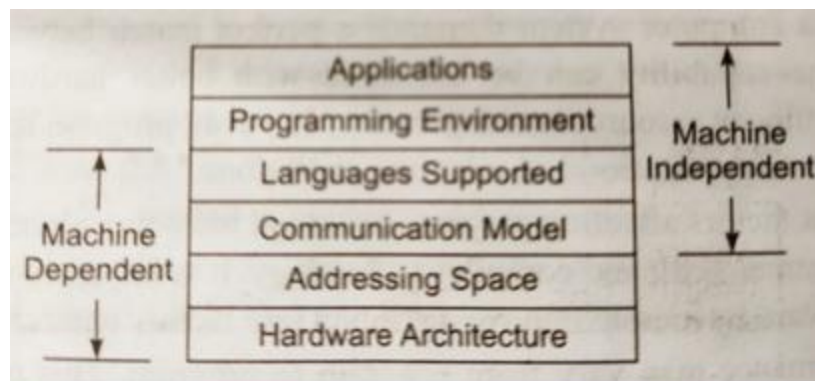 Applications
Programming Environment
Languages Supported
Communication Model
Addressing Space
Hardware Architecture
Machine
Dependent
Machine
Independent